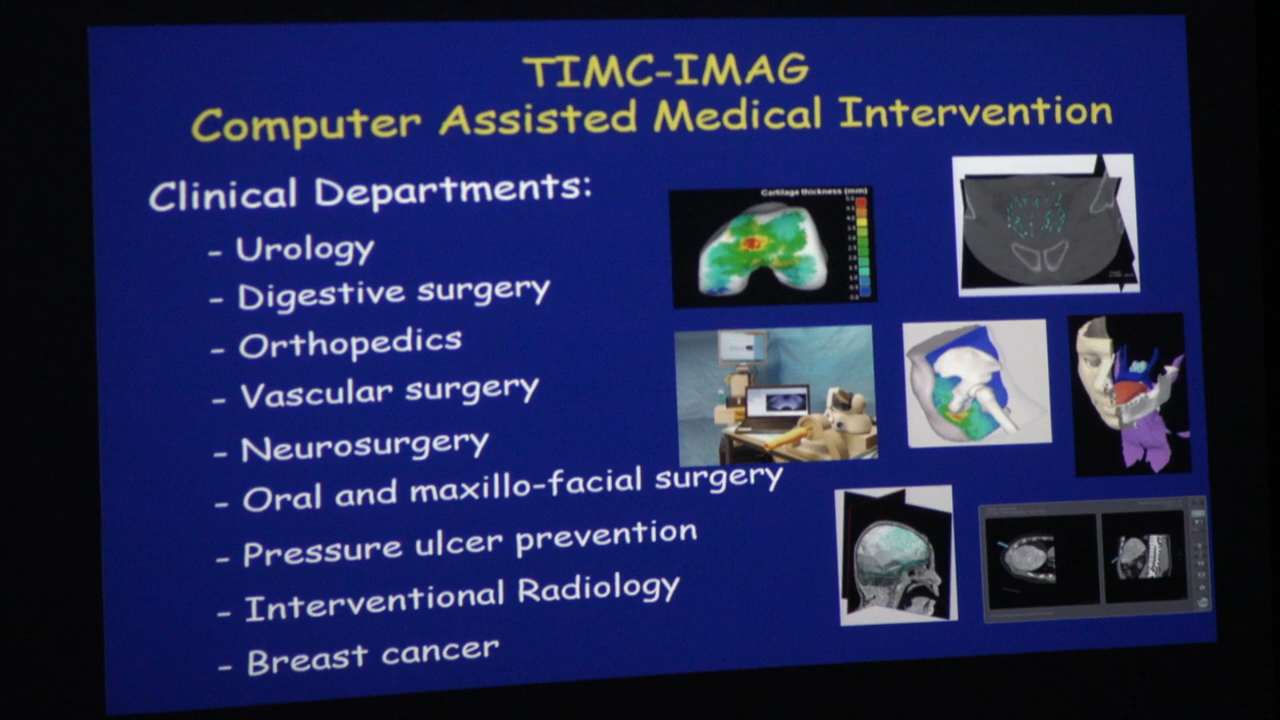 TIMC-IMAG
Computer Assisted Medical Intervention
Clinical Departments:
- Urology
- Digestive surgery
- Orthopedics
- Vascular surgery
- Neurosurgery
- Oral and maxillo-facial surgery
- Pressure ulcer prevention
- Interventional Radiology
- Breast cancer
Cartilage thickness (mm)